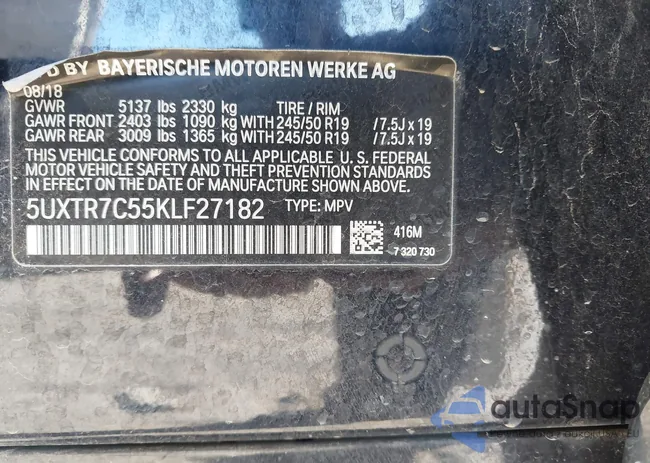 D BY BAYERISCHE MOTOREN WERKE AG
08/18
GVWR 5137 lbs 2330 kg TIRE / RIM
GAWR FRONT 2403 lbs 1090 kg WITH 245/50 R19 /7.5J x 19
GAWR REAR 3009 lbs 1365 kg WITH 245/50 R19 /7.5J x 19
THIS VEHICLE CONFORMS TO ALL APPLICABLE U. S. FEDERAL
MOTOR VEHICLE SAFETY AND THEFT PREVENTION STANDARDS
IN EFFECT ON THE DATE OF MANUFACTURE SHOWN ABOVE.
5UXTR7C55KLF27182 TYPE: MPV
416M
7 320 730
autaSnap